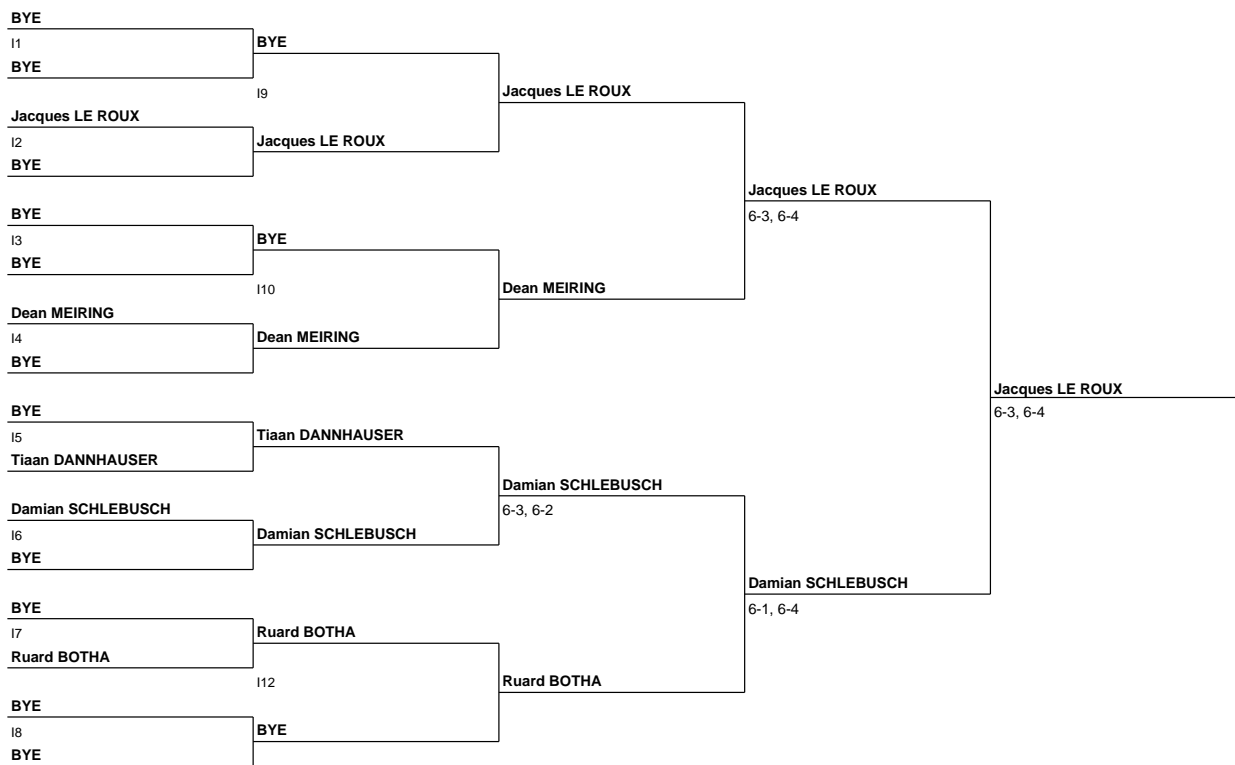 BYE
I1
BYE
BYE
I9
Jacques LE ROUX
Jacques LE ROUX
I2
Jacques LE ROUX
BYE
Jacques LE ROUX
6-3, 6-4
BYE
I3
BYE
BYE
I10
Dean MEIRING
Dean MEIRING
I4
Dean MEIRING
BYE
Jacques LE ROUX
6-3, 6-4
BYE
I5
Tiaan DANNHAUSER
Tiaan DANNHAUSER
Damian SCHLEBUSCH
6-3, 6-2
Damian SCHLEBUSCH
I6
Damian SCHLEBUSCH
BYE
Damian SCHLEBUSCH
6-1, 6-4
BYE
I7
Ruard BOTHA
Ruard BOTHA
I12
Ruard BOTHA
BYE
I8
BYE
BYE